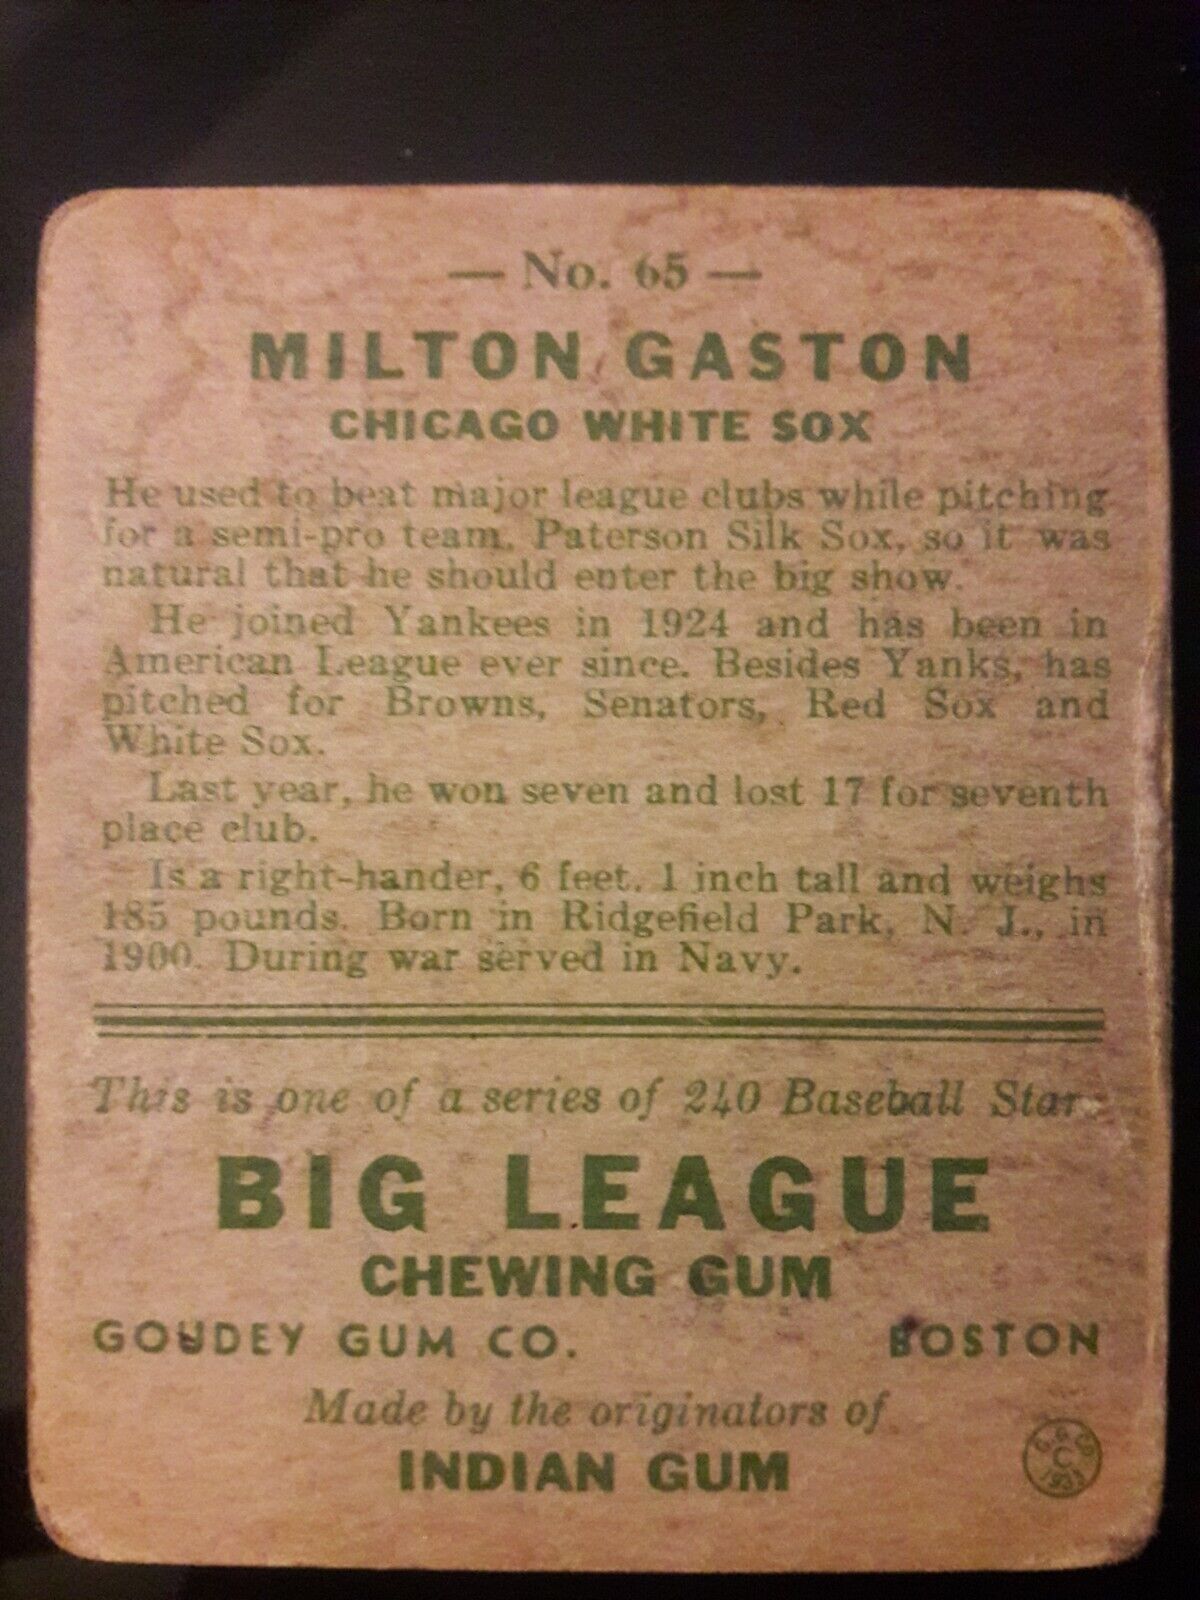 — No. 65 —
MILTON GASTON
CHICAGO WHITE SOX
He used to beat major league clubs while pitching
for a semi-pro team, Paterson Silk Sox, so it was
natural that he should enter the big show.
He joined Yankees in 1924 and has been in
American League ever since. Besides Yanks, has
pitched for Browns, Senators, Red Sox and
White Sox.
Last year, he won seven and lost 17 for seventh
place club.
Is a right-hander, 6 feet, 1 inch tall and weighs
185 pounds. Born in Ridgefield Park, N. J., in
1900. During war served in Navy.
This is one of a series of 240 Baseball Star
BIG LEAGUE
CHEWING GUM
GOUDEY GUM CO. BOSTON
Made by the originators of
INDIAN GUM
G. G. CO.
C
1933